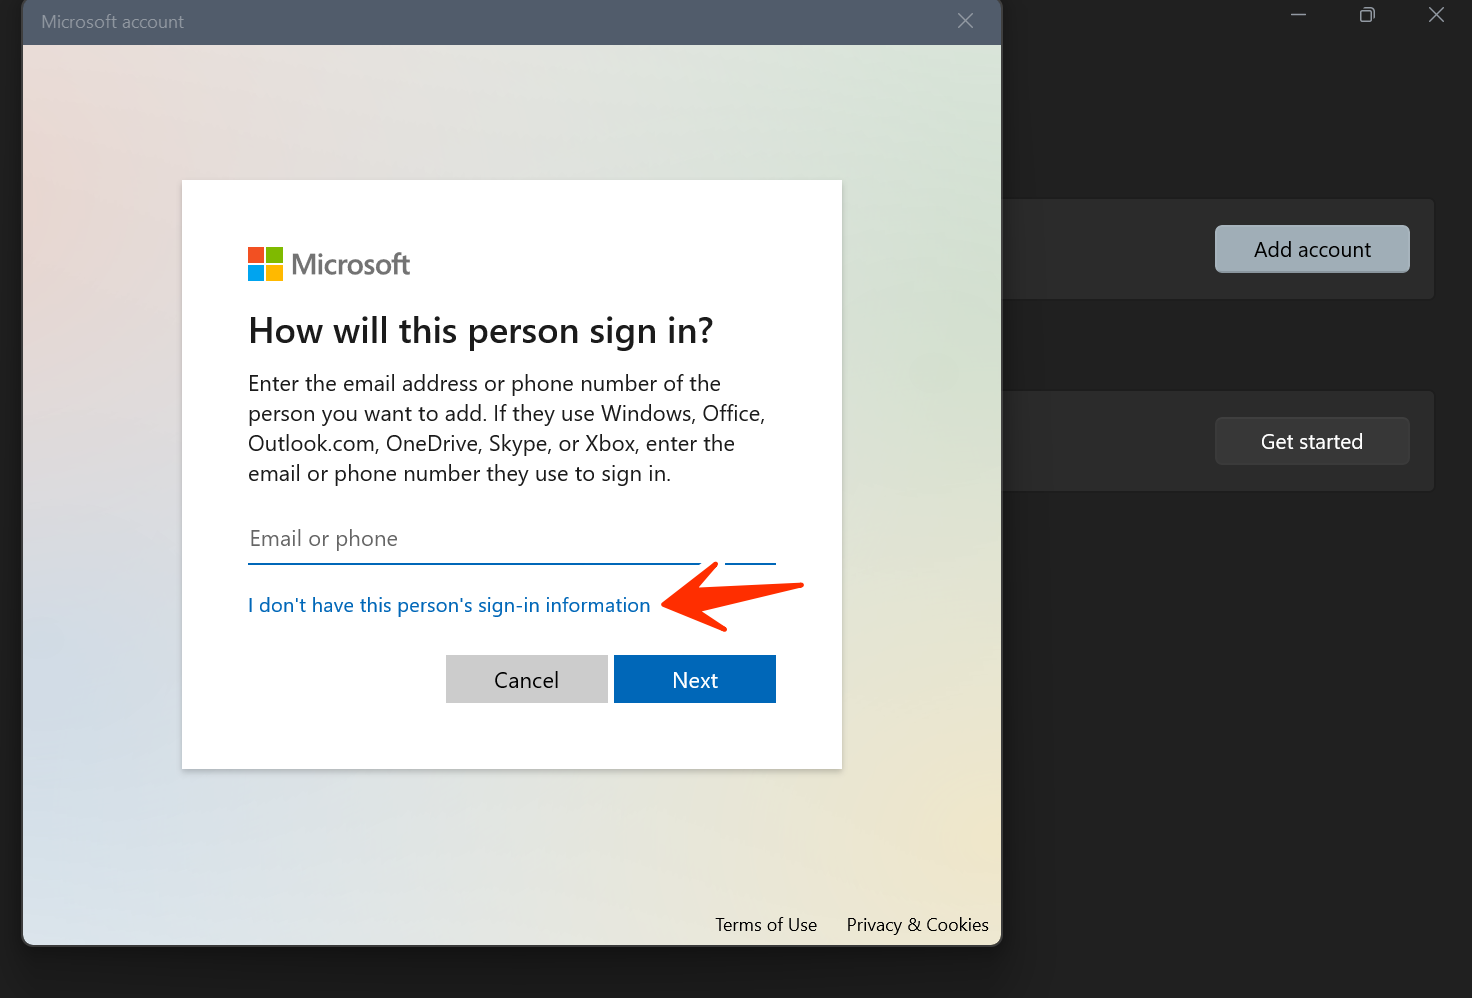 Microsoft account
Add account
Get started
Microsoft
How will this person sign in?
Enter the email address or phone number of the
person you want to add. If they use Windows, Office,
Outlook.com, OneDrive, Skype, or Xbox, enter the
email or phone number they use to sign in.
Email or phone
I don't have this person's sign-in information
Cancel
Next
Terms of Use
Privacy & Cookies